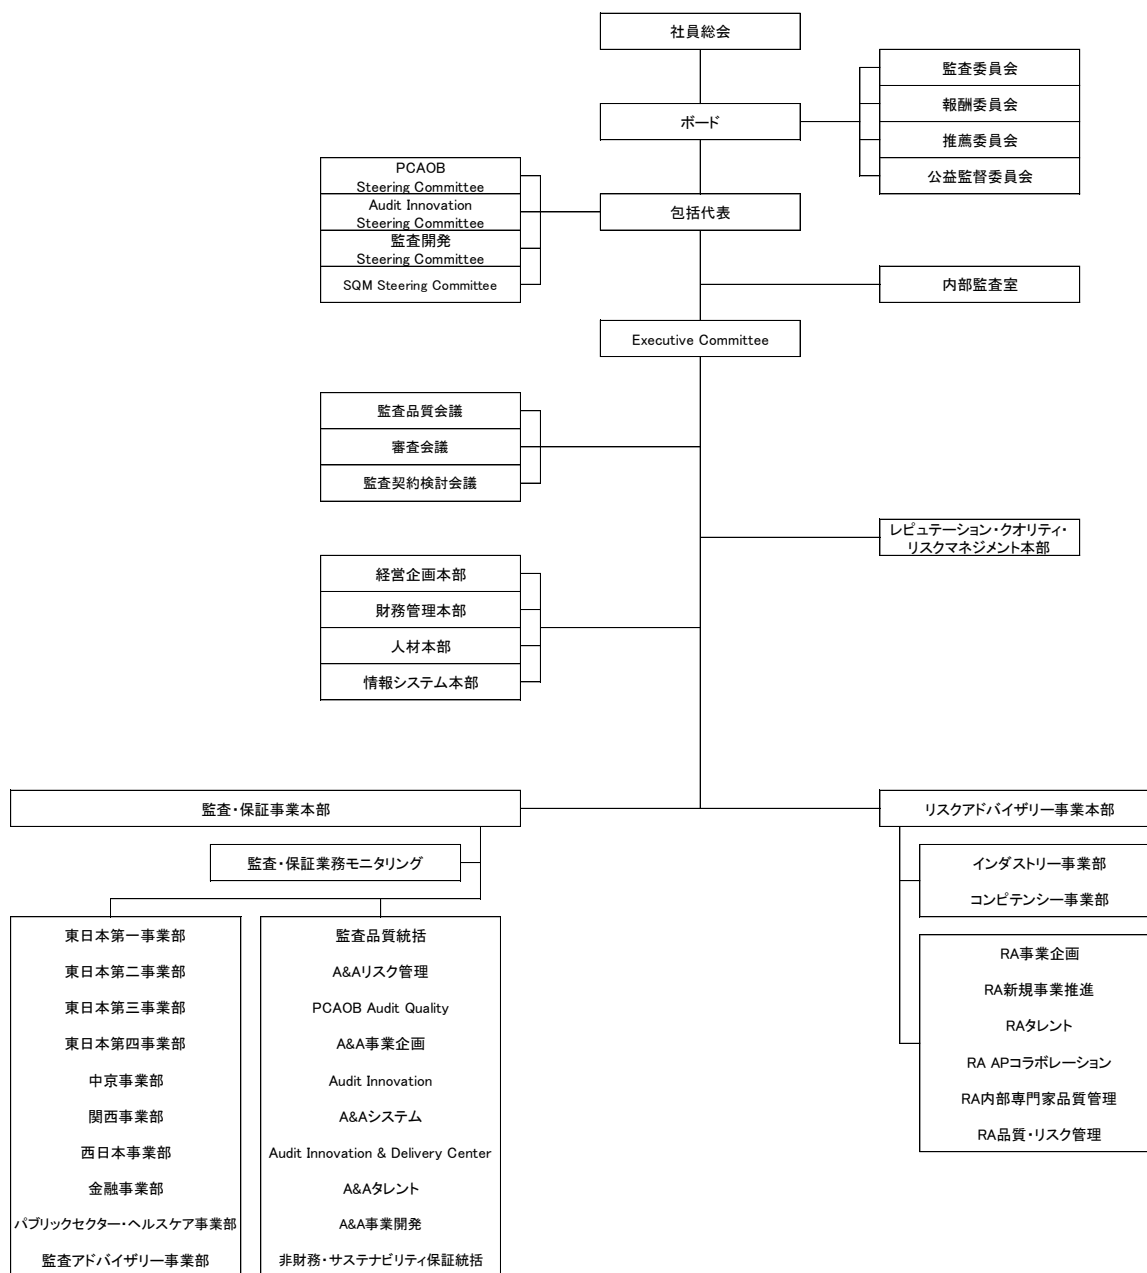 社員総会
ボード
監査委員会
報酬委員会
推薦委員会
公益監督委員会
PCAOB
Steering Committee
Audit Innovation
Steering Committee
監査開発
Steering Committee
SQM Steering Committee
包括代表
内部監査室
Executive Committee
監査品質会議
審査会議
監査契約検討会議
レピュテーション・クオリティ・
リスクマネジメント本部
経営企画本部
財務管理本部
人材本部
情報システム本部
監査・保証事業本部
監査・保証業務モニタリング
東日本第一事業部
東日本第二事業部
東日本第三事業部
東日本第四事業部
中京事業部
関西事業部
西日本事業部
金融事業部
パブリックセクター・ヘルスケア事業部
監査アドバイザリー事業部
監査品質統括
A&Aリスク管理
PCAOB Audit Quality
A&A事業企画
Audit Innovation
A&Aシステム
Audit Innovation & Delivery Center
A&Aタレント
A&A事業開発
非財務・サステナビリティ保証統括
リスクアドバイザリー事業本部
インダストリー事業部
コンピテンシー事業部
RA事業企画
RA新規事業推進
RAタレント
RA APコラボレーション
RA内部専門家品質管理
RA品質・リスク管理